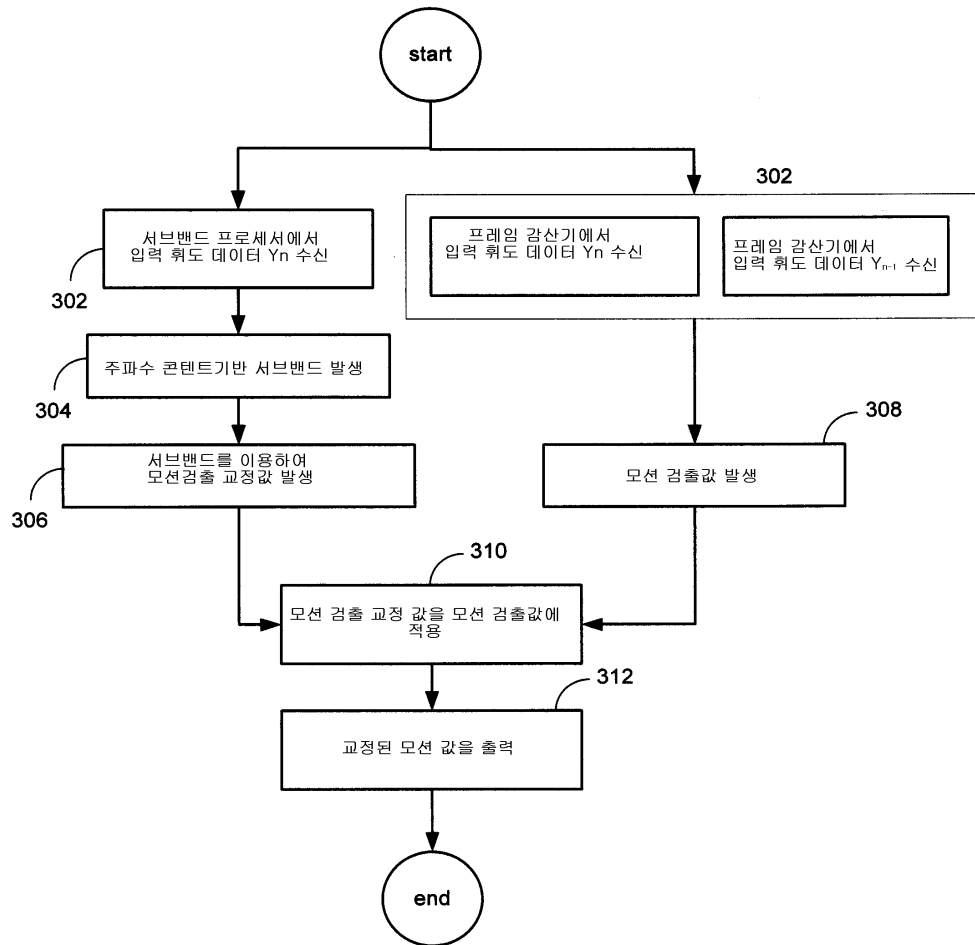 start
302
서브밴드 프로세서에서
입력 휘도 데이터 Yn 수신
302
프레임 감산기에서
입력 휘도 데이터 Yn 수신
프레임 감산기에서
입력 휘도 데이터 Yn-1 수신
주파수 콘텐트기반 서브밴드 발생
304
서브밴드를 이용하여
모션검출 교정값 발생
306
308
모션 검출값 발생
310
모션 검출 교정 값을 모션 검출값에
적용
312
교정된 모션 값을 출력
end